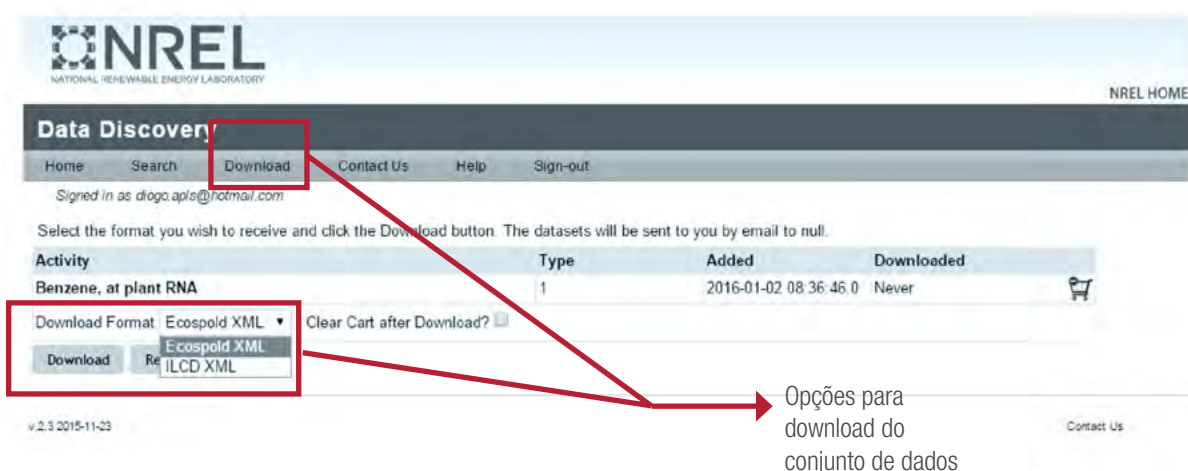 NREL
NATIONAL RENEWABLE ENERGY LABORATORY
NREL HOME
Data Discovery
Home Search Download Contact Us Help Sign-out
Signed in as diogo.apls@hotmail.com
Select the format you wish to receive and click the Download button. The datasets will be sent to you by email to null.
Activity Type Added Downloaded
Benzene, at plant RNA 1 2016-01-02 08:36:46.0 Never
Download Format Ecospold XML Clear Cart after Download?
Ecospold XML
Download Re
ILCD XML
Opções para
download do
conjunto de dados
v.2.3 2015-11-23 Contact Us